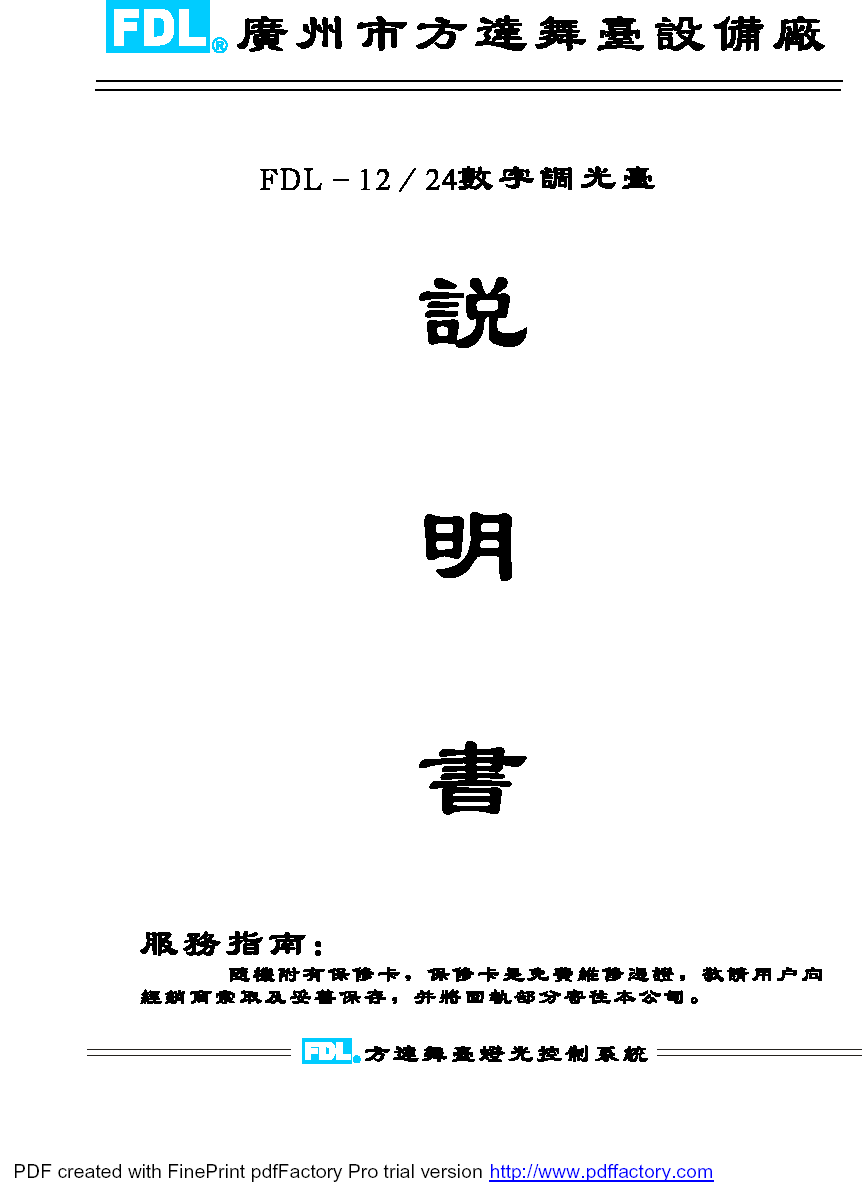 FDL® 廣州市方達舞臺設備廠
FDL－12／24數字調光臺
説
明
書
服務指南：
隨機附有保修卡，保修卡是免費維修憑證，敬請用户向
經銷商索取及妥善保存，并將回執部分寄往本公司。
FDL® 方達舞臺燈光控制系統
PDF created with FinePrint pdfFactory Pro trial version http://www.pdffactory.com